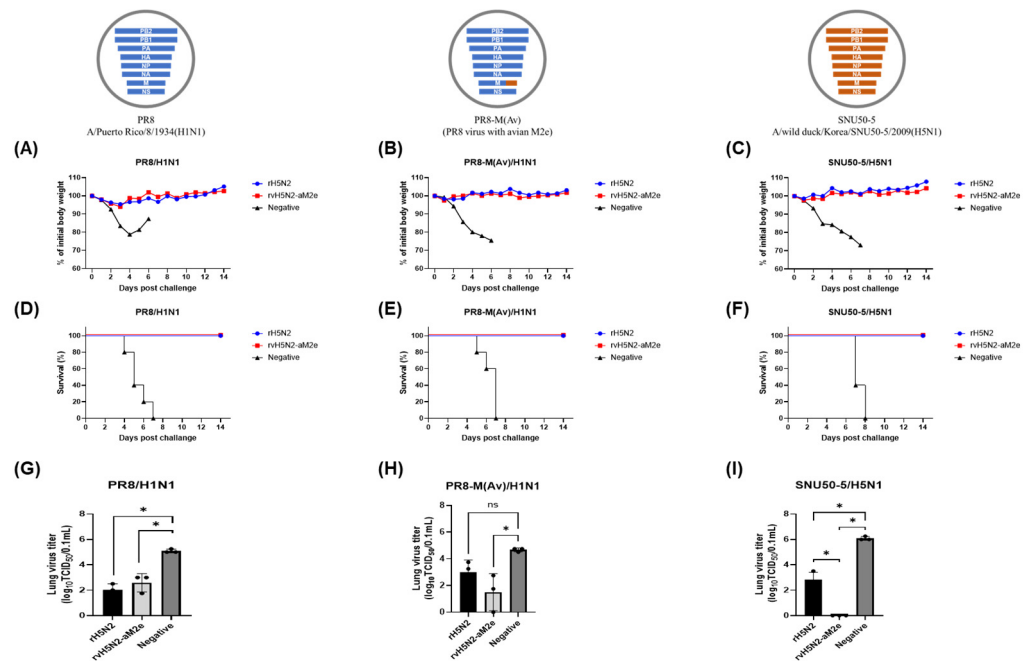 PB2
PB1
PA
HA
NP
NA
M
NS
PR8
A/Puerto Rico/8/1934(H1N1)
PB2
PB1
PA
HA
NP
NA
M
NS
PR8-M(Av)
(PR8 virus with avian M2e)
PB2
PB1
PA
HA
NP
NA
M
NS
SNU50-5
A/wild duck/Korea/SNU50-5/2009(H5N1)
(A)
PR8/H1N1
% of initial body weight
110
100
90
80
70
60
0 2 4 6 8 10 12 14
Days post challenge
rH5N2
rvH5N2-aM2e
Negative
(B)
PR8-M(Av)/H1N1
% of initial body weight
110
100
90
80
70
60
0 2 4 6 8 10 12 14
Days post challenge
rH5N2
rvH5N2-aM2e
Negative
(C)
SNU50-5/H5N1
% of initial body weight
110
100
90
80
70
60
0 2 4 6 8 10 12 14
Days post challenge
rH5N2
rvH5N2-aM2e
Negative
(D)
PR8/H1N1
Survival (%)
100
80
60
40
20
0
0 2 4 6 8 10 12 14
Days post challange
rH5N2
rvH5N2-aM2e
Negative
(E)
PR8-M(Av)/H1N1
Survival (%)
100
80
60
40
20
0
0 2 4 6 8 10 12 14
Days post challange
rH5N2
rvH5N2-aM2e
Negative
(F)
SNU50-5/H5N1
Survival (%)
100
80
60
40
20
0
0 2 4 6 8 10 12 14
Days post challange
rH5N2
rvH5N2-aM2e
Negative
(G)
PR8/H1N1
Lung virus titer
(log10TCID50/0.1mL)
8
6
4
2
0
*
*
rH5N2
rvH5N2-aM2e
Negative
(H)
PR8-M(Av)/H1N1
Lung virus titer
(log10TCID50/0.1mL)
8
6
4
2
0
ns
*
rH5N2
rvH5N2-aM2e
Negative
(I)
SNU50-5/H5N1
Lung virus titer
(log10TCID50/0.1mL)
8
6
4
2
0
*
*
*
rH5N2
rvH5N2-aM2e
Negative